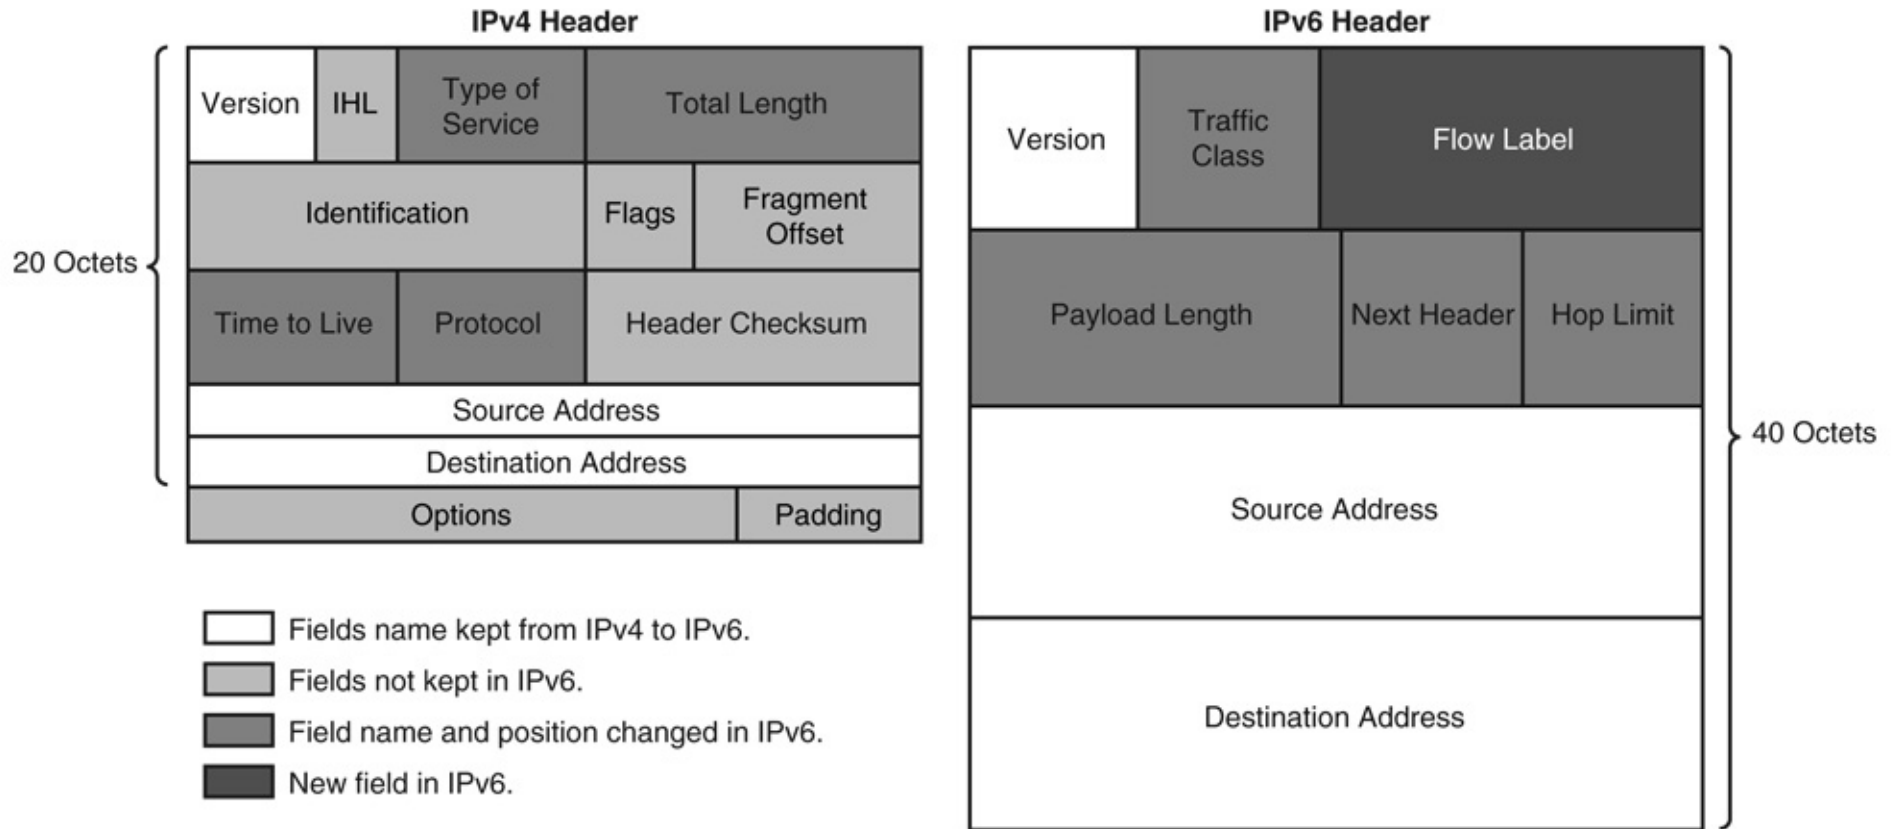 IPv4 Header
Version
IHL
Type of
Service
Total Length
Identification
Flags
Fragment
Offset
20 Octets
Time to Live
Protocol
Header Checksum
Source Address
Destination Address
Options
Padding
Fields name kept from IPv4 to IPv6.
Fields not kept in IPv6.
Field name and position changed in IPv6.
New field in IPv6.
IPv6 Header
Version
Traffic
Class
Flow Label
Payload Length
Next Header
Hop Limit
40 Octets
Source Address
Destination Address